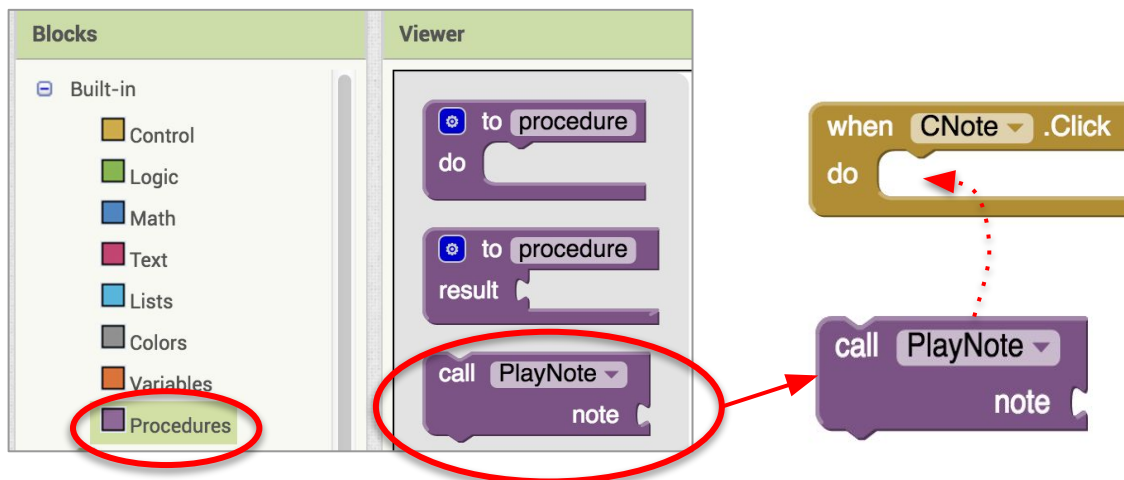 Blocks
Built-in
Control
Logic
Math
Text
Lists
Colors
Variables
Procedures
Viewer
to procedure
do
to procedure
result
call PlayNote
note
when CNote .Click
do
call PlayNote
note